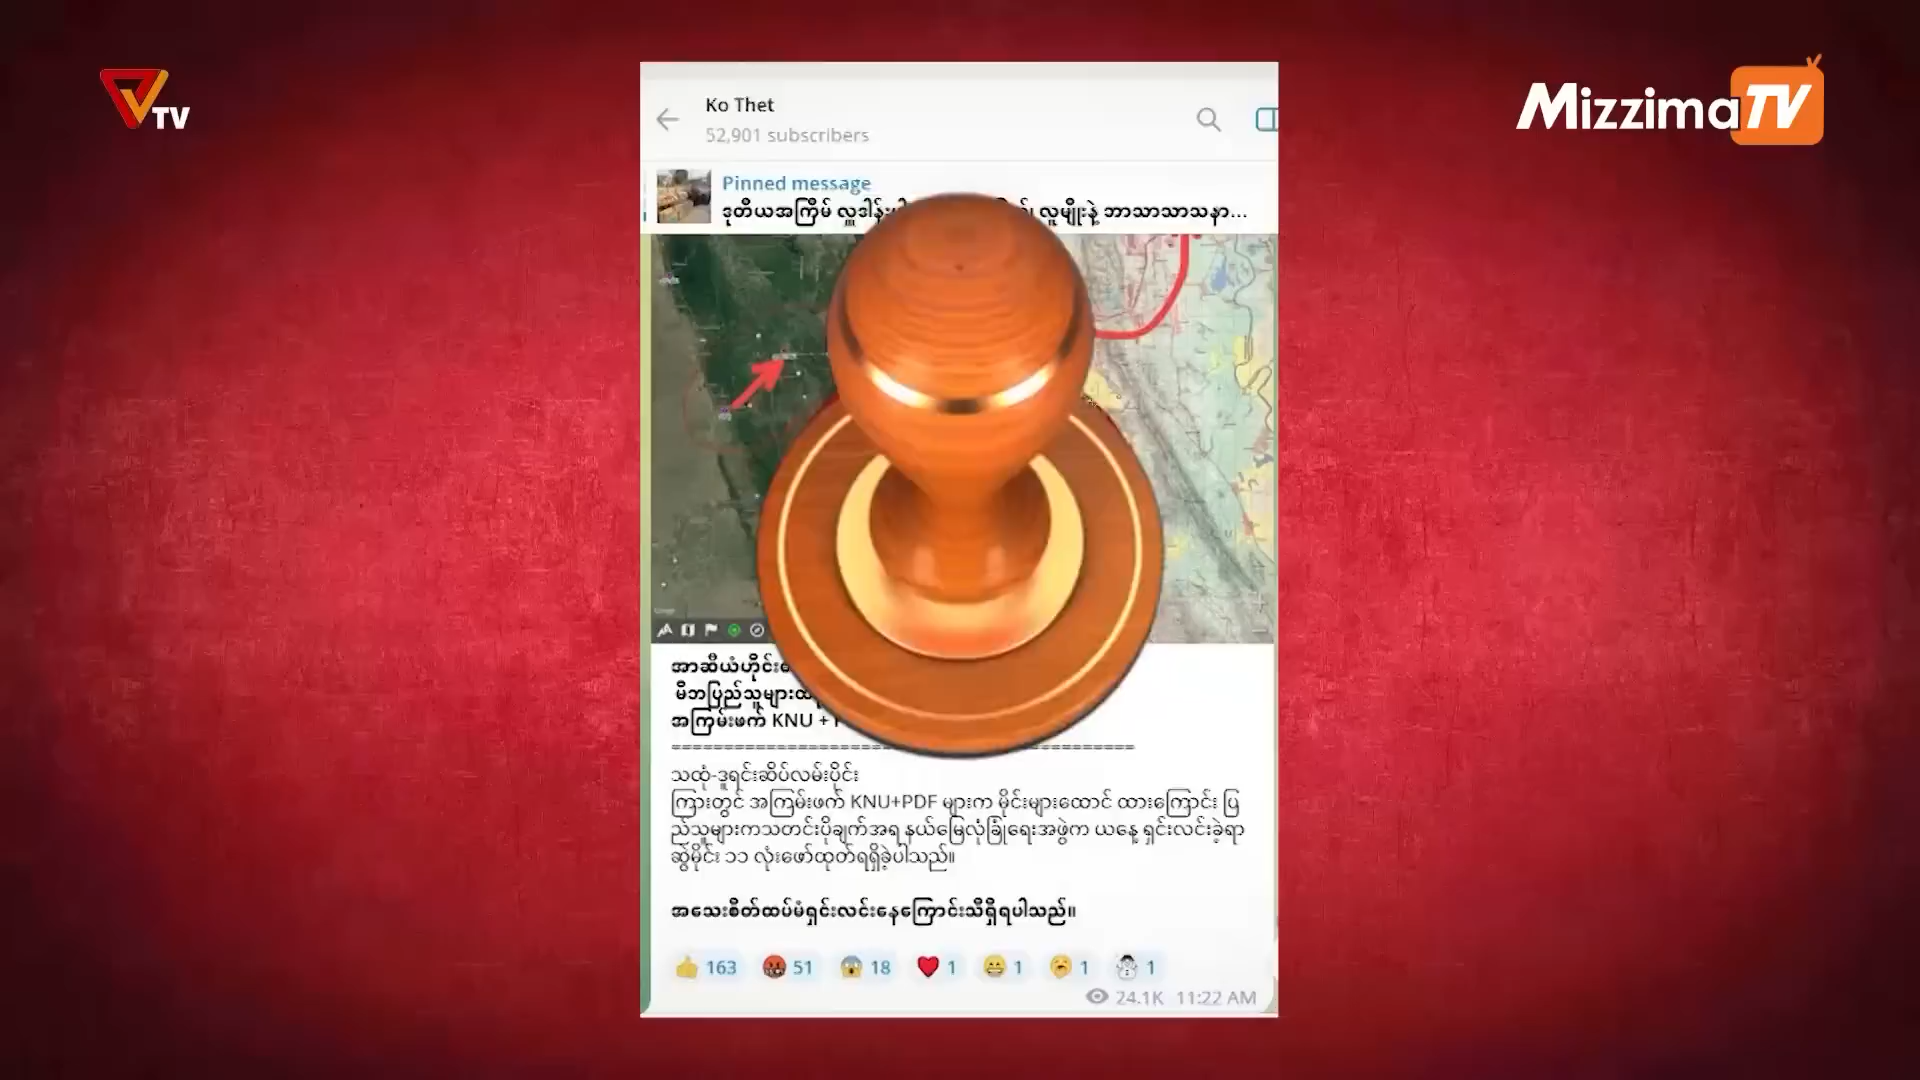 TV
Mizzima TV
Ko Thet
52,901 subscribers
Pinned message
ဒုတိယအကြိမ် လှူဒါန်း လူမျိုးနဲ့ ဘာသာသာသနာ...
အာဆီယံဟိုင်း
မိဘပြည်သူများ
အကြမ်းဖက် KNU +
သထုံ-ဒူရင်းဆိပ်လမ်းပိုင်း
ကြားတွင် အကြမ်းဖက် KNU+PDF များက မိုင်းများထောင် ထားကြောင်း ပြ
ည်သူများကသတင်းပို့ချက်အရ နယ်မြေလုံခြုံရေးအဖွဲ့က ယနေ့ ရှင်းလင်းခဲ့ရာ
ဆွဲမိုင်း ၁၁ လုံးဖော်ထုတ်ရရှိခဲ့ပါသည်။
အသေးစိတ်ထပ်မံရှင်းလင်းနေကြောင်းသိရှိရပါသည်။
163 51 18 1 1 1 1
24.1K 11:22 AM